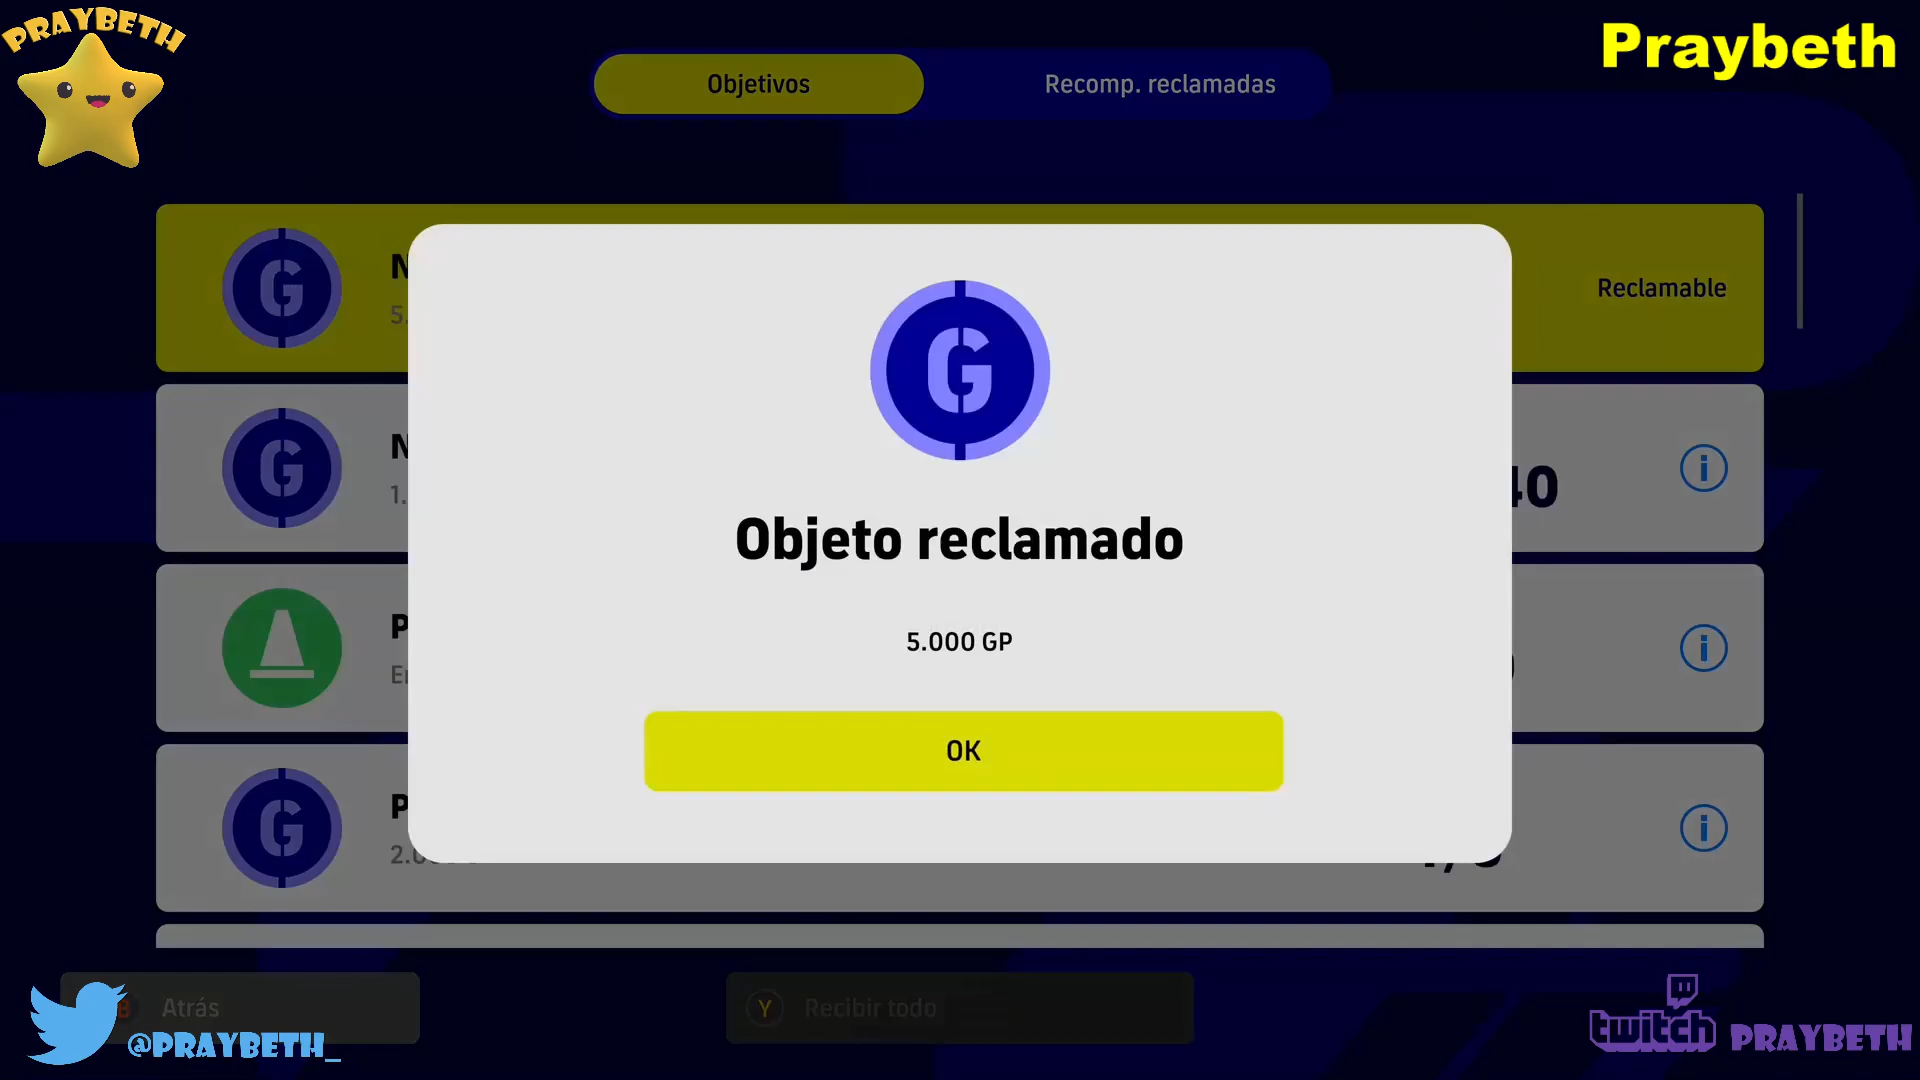 PRAYBETH
Praybeth
Objetivos
Recomp. reclamadas
Reclamable
Objeto reclamado
5.000 GP
OK
Atrás
Y Recibir todo
@PRAYBETH_
twitch PRAYBETH